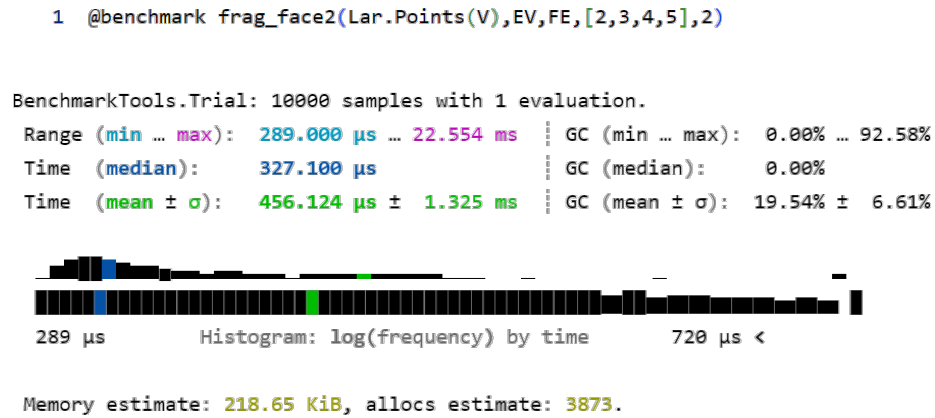 1 @benchmark frag_face2(Lar.Points(V),EV,FE,[2,3,4,5],2)
BenchmarkTools.Trial: 10000 samples with 1 evaluation.
Range (min … max): 289.000 μs … 22.554 ms ┊ GC (min … max): 0.00% … 92.58%
Time (median): 327.100 μs ┊ GC (median): 0.00%
Time (mean ± σ): 456.124 μs ± 1.325 ms ┊ GC (mean ± σ): 19.54% ± 6.61%
289 μs Histogram: log(frequency) by time 720 μs <
Memory estimate: 218.65 KiB, allocs estimate: 3873.